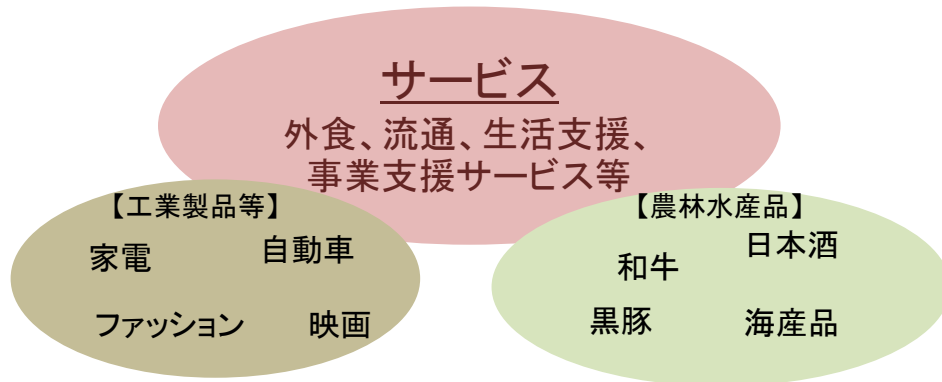 サービス
外食、流通、生活支援、
事業支援サービス等
【工業製品等】
家電
自動車
ファッション
映画
【農林水産品】
和牛
日本酒
黒豚
海産品